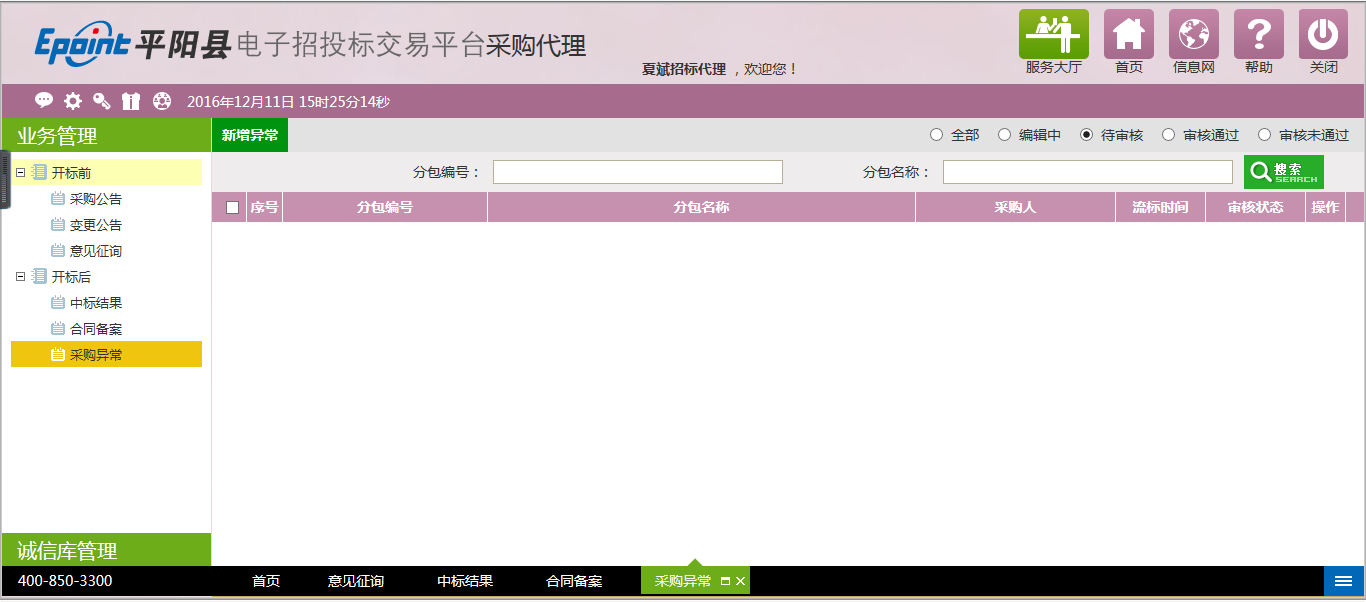 Epoint 平阳县电子招投标交易平台采购代理
夏斌招标代理 ，欢迎您！
服务大厅 首页 信息网 帮助 关闭
2016年12月11日 15时25分14秒
业务管理
新增异常
全部 编辑中 待审核 审核通过 审核未通过
开标前
采购公告
变更公告
意见征询
开标后
中标结果
合同备案
采购异常
分包编号： 分包名称： 搜索
SEARCH
序号 分包编号 分包名称 采购人 流标时间 审核状态 操作
诚信库管理
400-850-3300 首页 意见征询 中标结果 合同备案 采购异常